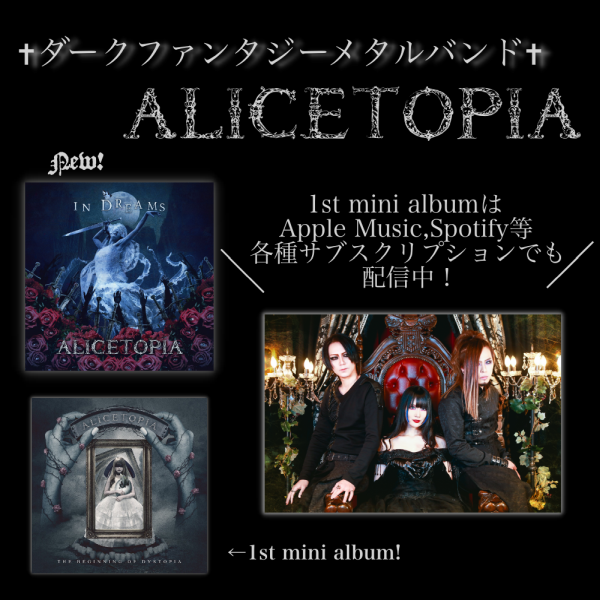 ✝ダークファンタジーメタルバンド✝
ALICETOPIA
New!
IN DREAMS
ALICETOPIA
1st mini albumは
Apple Music,Spotify等
各種サブスクリプションでも
配信中！
ALICETOPIA
THE BEGINNING OF DYSTOPIA
←1st mini album!